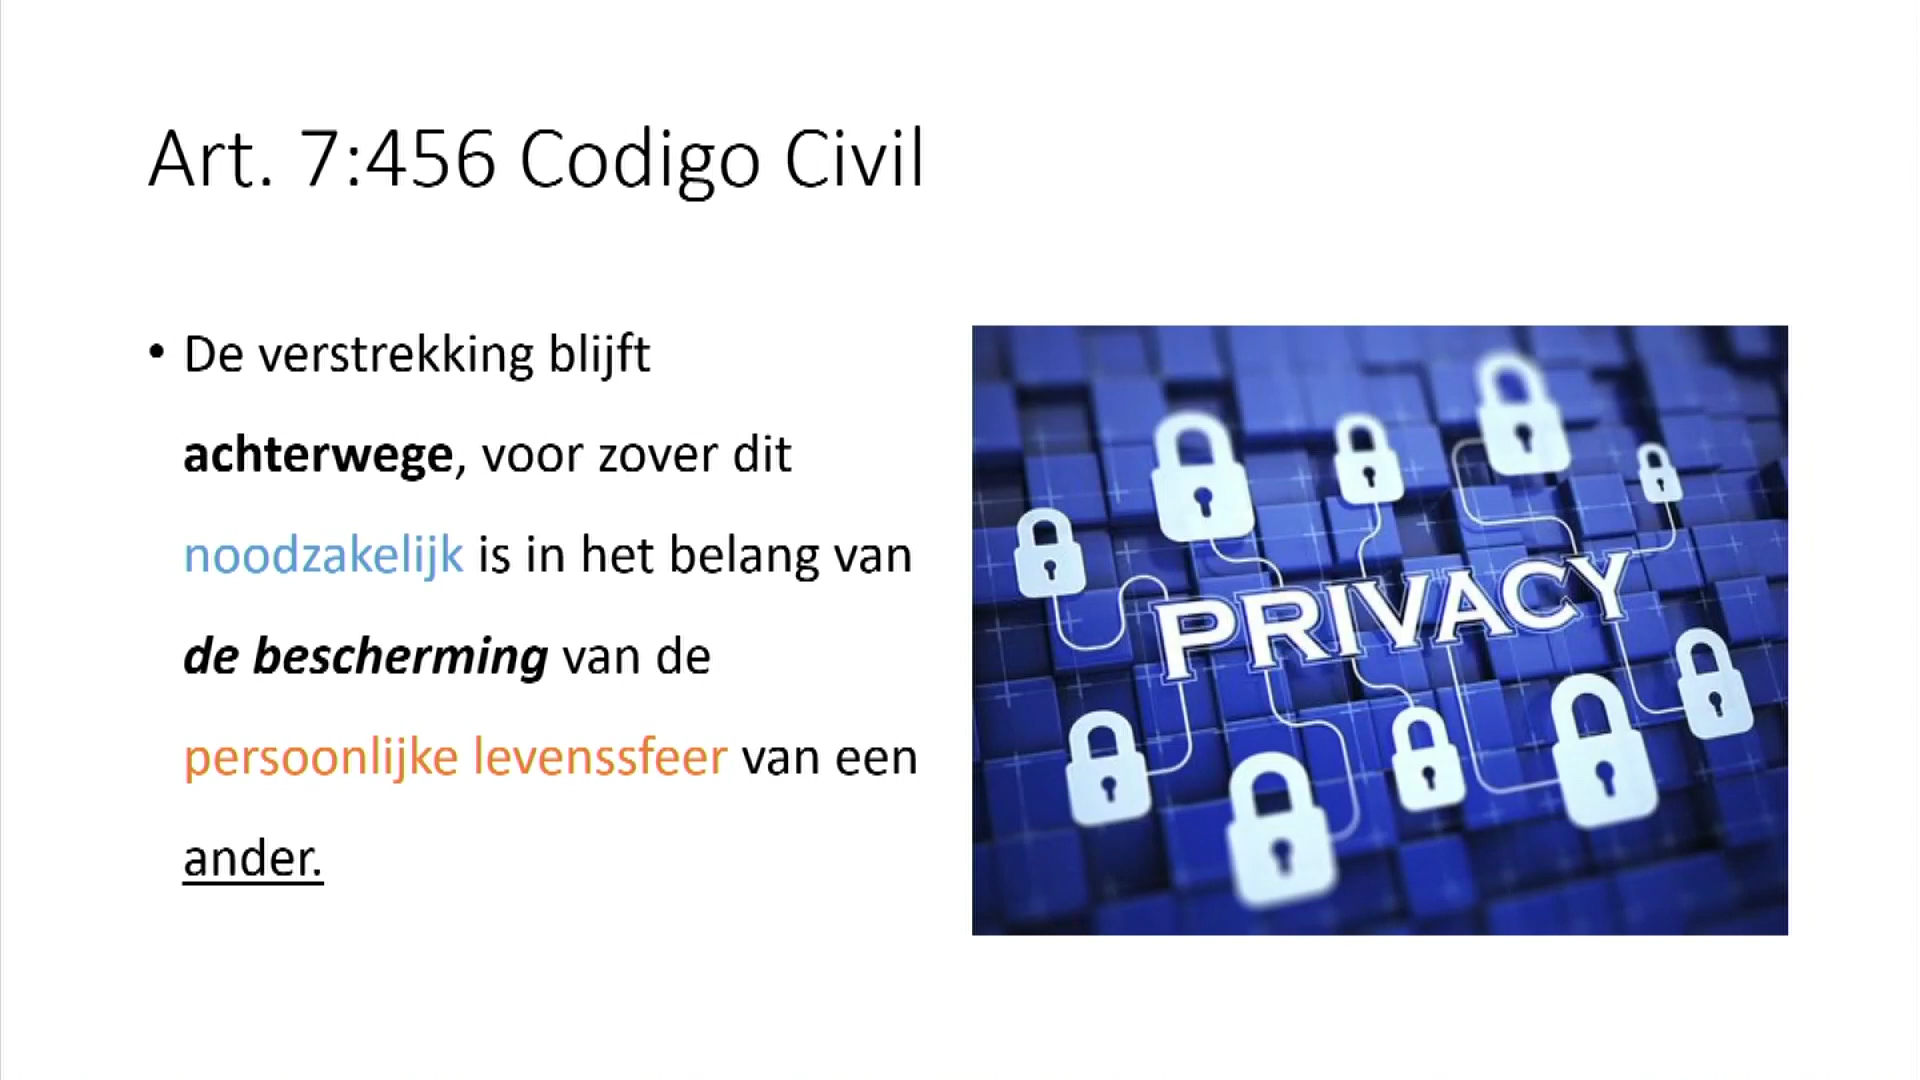 Art. 7:456 Codigo Civil
• De verstrekking blijft
achterwege, voor zover dit
noodzakelijk is in het belang van
de bescherming van de
persoonlijke levenssfeer van een
ander.
PRIVACY